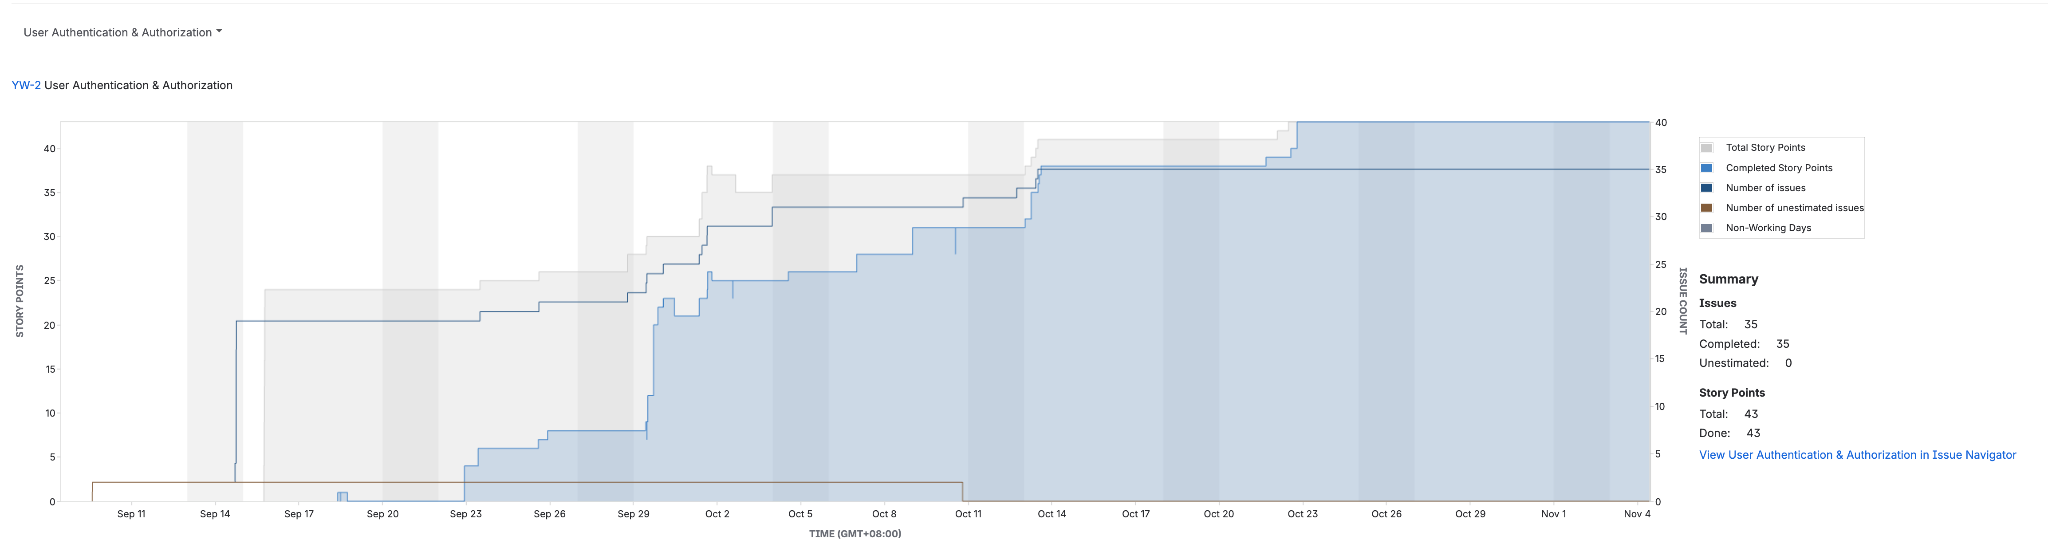 User Authentication & Authorization
YW-2 User Authentication & Authorization
STORY POINTS
40
35
30
25
20
15
10
5
0
Sep 11
Sep 14
Sep 17
Sep 20
Sep 23
Sep 26
Sep 29
Oct 2
Oct 5
Oct 8
Oct 11
Oct 14
Oct 17
Oct 20
Oct 23
Oct 26
Oct 29
Nov 1
Nov 4
TIME (GMT+08:00)
40
35
30
25
20
15
10
5
0
ISSUE COUNT
Total Story Points
Completed Story Points
Number of issues
Number of unestimated issues
Non-Working Days
Summary
Issues
Total: 35
Completed: 35
Unestimated: 0
Story Points
Total: 43
Done: 43
View User Authentication & Authorization in Issue Navigator